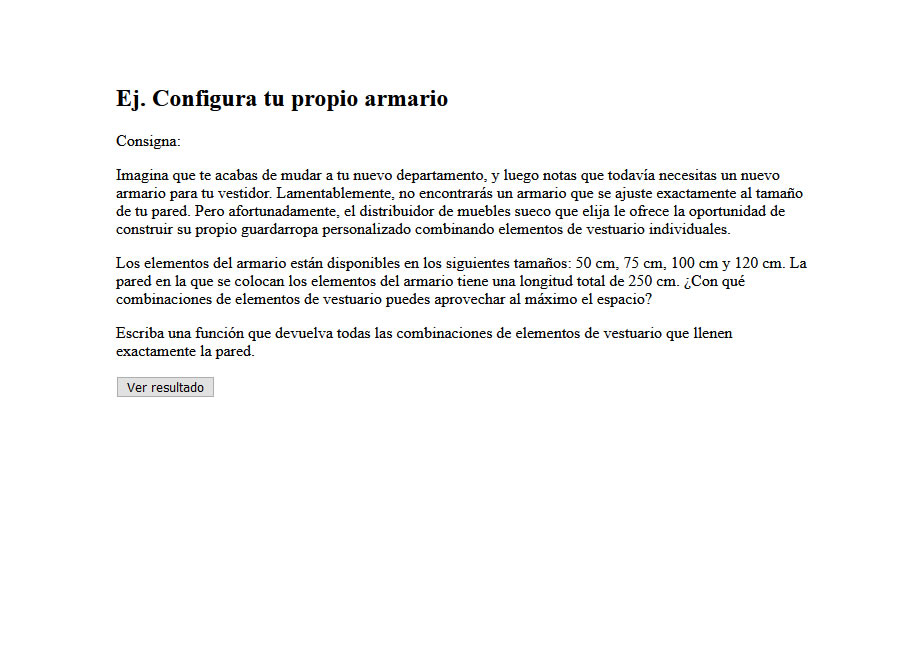 Ej. Configura tu propio armario
Consigna:
Imagina que te acabas de mudar a tu nuevo departamento, y luego notas que todavía necesitas un nuevo
armario para tu vestidor. Lamentablemente, no encontrarás un armario que se ajuste exactamente al tamaño
de tu pared. Pero afortunadamente, el distribuidor de muebles sueco que elija le ofrece la oportunidad de
construir su propio guardarropa personalizado combinando elementos de vestuario individuales.
Los elementos del armario están disponibles en los siguientes tamaños: 50 cm, 75 cm, 100 cm y 120 cm. La
pared en la que se colocan los elementos del armario tiene una longitud total de 250 cm. ¿Con qué
combinaciones de elementos de vestuario puedes aprovechar al máximo el espacio?
Escriba una función que devuelva todas las combinaciones de elementos de vestuario que llenen
exactamente la pared.
Ver resultado